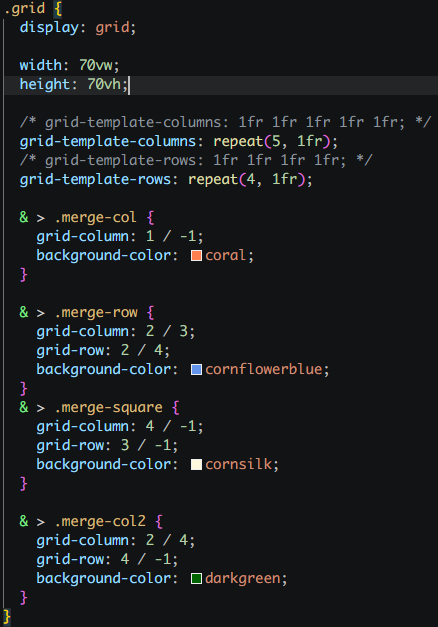 .grid {
  display: grid;

  width: 70vw;
  height: 70vh;

  /* grid-template-columns: 1fr 1fr 1fr 1fr 1fr; */
  grid-template-columns: repeat(5, 1fr);
  /* grid-template-rows: 1fr 1fr 1fr 1fr; */
  grid-template-rows: repeat(4, 1fr);

  & > .merge-col {
    grid-column: 1 / -1;
    background-color: coral;
  }

  & > .merge-row {
    grid-column: 2 / 3;
    grid-row: 2 / 4;
    background-color: cornflowerblue;
  }
  & > .merge-square {
    grid-column: 4 / -1;
    grid-row: 3 / -1;
    background-color: cornsilk;
  }

  & > .merge-col2 {
    grid-column: 2 / 4;
    grid-row: 4 / -1;
    background-color: darkgreen;
  }
}